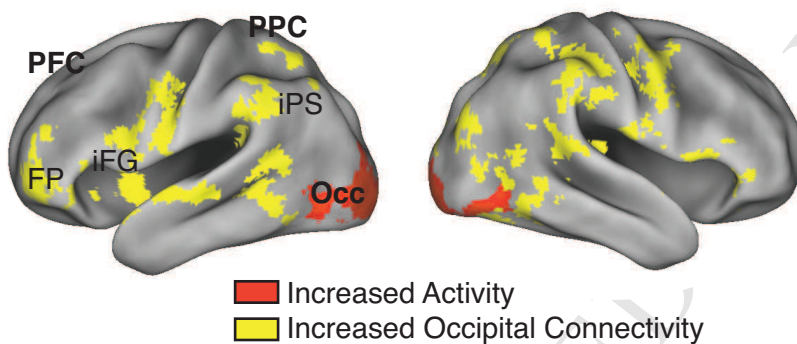 PPC
PFC
iPS
iFG
FP
Occ
Increased Activity
Increased Occipital Connectivity